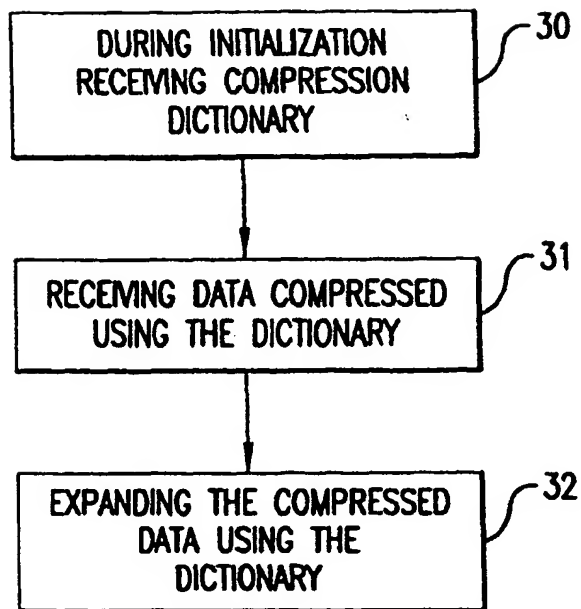 DURING INITIALIZATION
RECEIVING COMPRESSION
DICTIONARY
30
RECEIVING DATA COMPRESSED
USING THE DICTIONARY
31
EXPANDING THE COMPRESSED
DATA USING THE
DICTIONARY
32